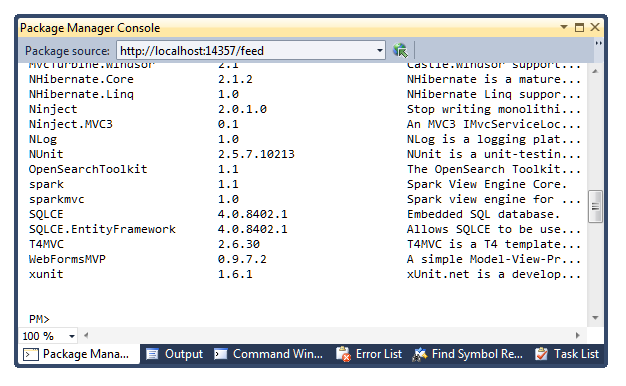 Package Manager Console
Package source: http://localhost:14357/feed
MvcTurbine.Windsor 2.1 Castle.Windsor support...
NHibernate.Core 2.1.2 NHibernate is a mature...
NHibernate.Linq 1.0 NHibernate Linq suppor...
Ninject 2.0.1.0 Stop writing monolithi...
Ninject.MVC3 0.1 An MVC3 IMvcServiceLoc...
NLog 1.0 NLog is a logging plat...
NUnit 2.5.7.10213 NUnit is a unit-testin...
OpenSearchToolkit 1.1 The OpenSearch Toolkit...
spark 1.1 Spark View Engine Core.
sparkmvc 1.0 Spark view engine for ...
SQLCE 4.0.8402.1 Embedded SQL database.
SQLCE.EntityFramework 4.0.8402.1 Allows SQLCE to be use...
T4MVC 2.6.30 T4MVC is a T4 template...
WebFormsMVP 0.9.7.2 A simple Model-View-Pr...
xunit 1.6.1 xUnit.net is a develop...
PM>
100 %
Package Mana... Output Command Win... Error List Find Symbol Re... Task List